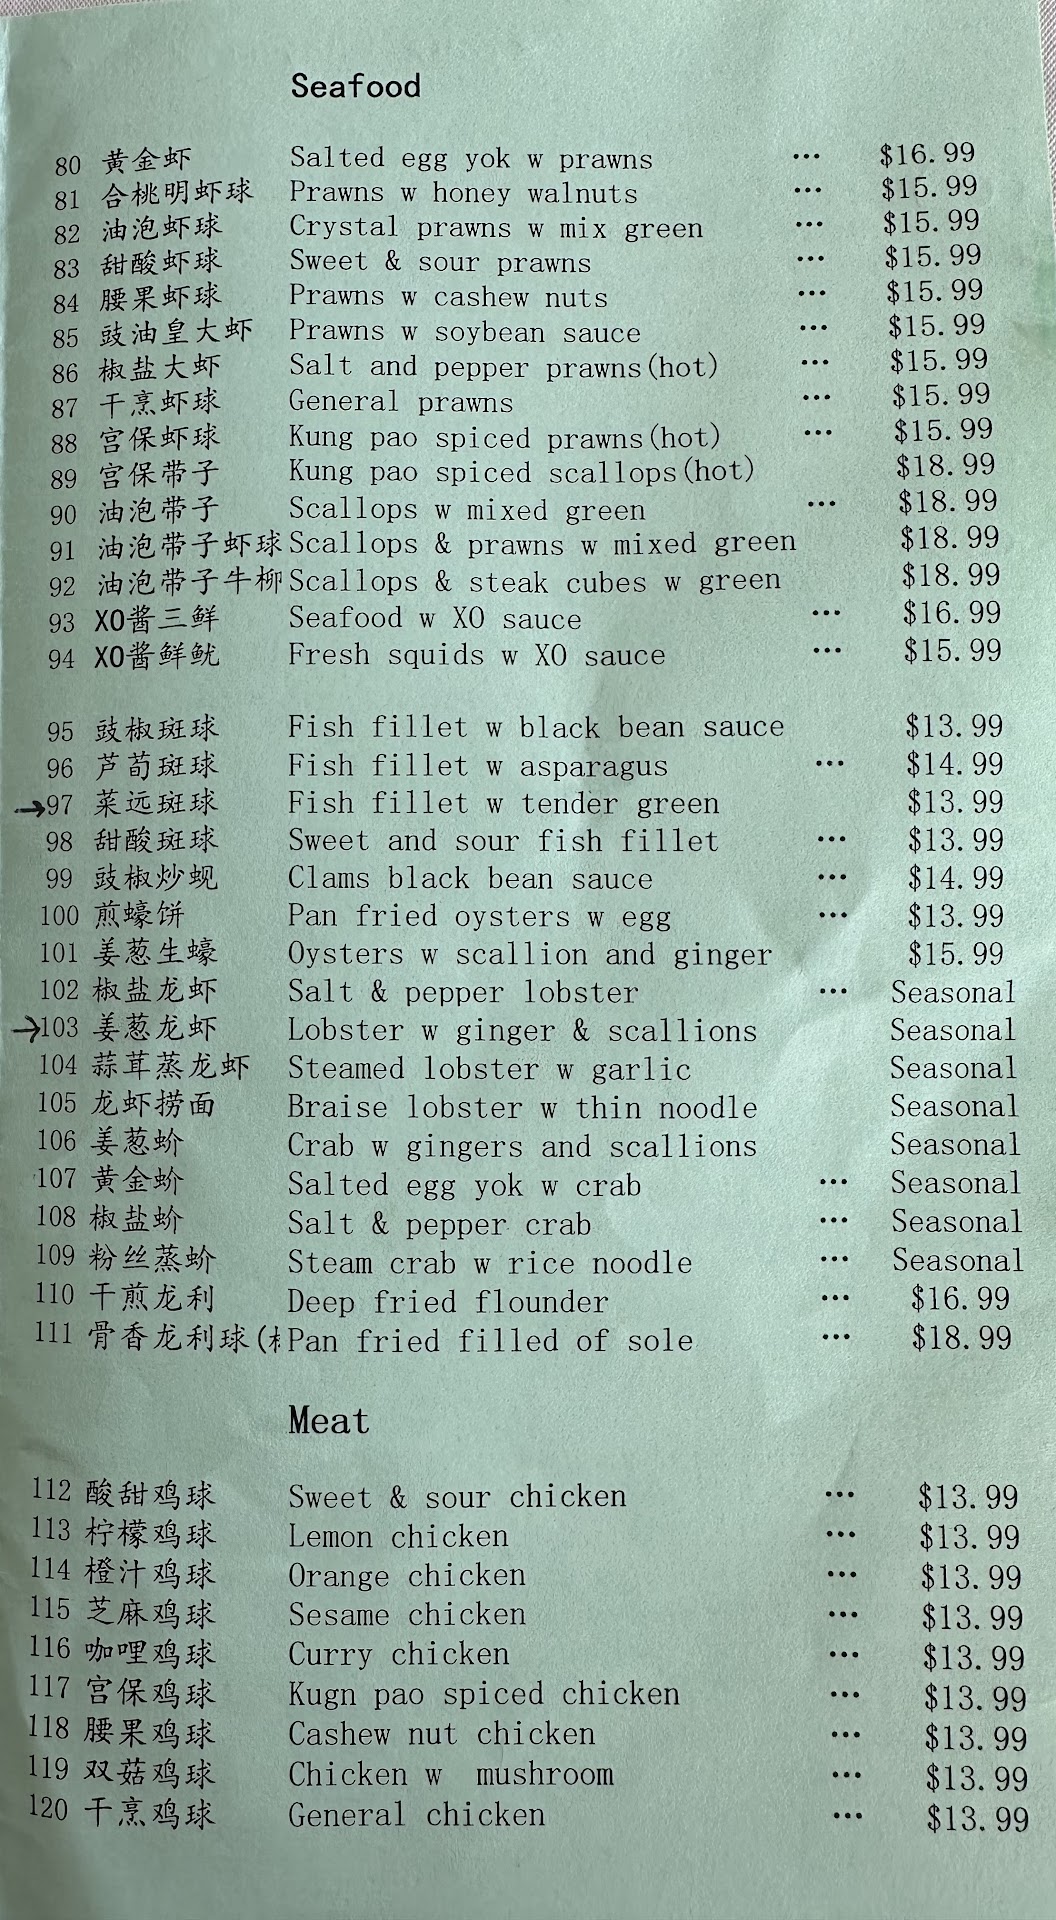 Seafood
80 黄金虾 Salted egg yok w prawns ... $16.99
81 合桃明虾球 Prawns w honey walnuts ... $15.99
82 油泡虾球 Crystal prawns w mix green ... $15.99
83 甜酸虾球 Sweet & sour prawns ... $15.99
84 腰果虾球 Prawns w cashew nuts ... $15.99
85 豉油皇大虾 Prawns w soybean sauce ... $15.99
86 椒盐大虾 Salt and pepper prawns(hot) ... $15.99
87 干烹虾球 General prawns ... $15.99
88 宫保虾球 Kung pao spiced prawns(hot) ... $15.99
89 宫保带子 Kung pao spiced scallops(hot) $18.99
90 油泡带子 Scallops w mixed green ... $18.99
91 油泡带子虾球 Scallops & prawns w mixed green $18.99
92 油泡带子牛柳 Scallops & steak cubes w green $18.99
93 XO酱三鲜 Seafood w XO sauce ... $16.99
94 XO酱鲜鱿 Fresh squids w XO sauce ... $15.99
95 豉椒斑球 Fish fillet w black bean sauce $13.99
96 芦荀斑球 Fish fillet w asparagus ... $14.99
→97 菜远斑球 Fish fillet w tender green $13.99
98 甜酸斑球 Sweet and sour fish fillet ... $13.99
99 豉椒炒蚬 Clams black bean sauce ... $14.99
100 煎蠔饼 Pan fried oysters w egg ... $13.99
101 姜葱生蠔 Oysters w scallion and ginger $15.99
102 椒盐龙虾 Salt & pepper lobster ... Seasonal
→103 姜葱龙虾 Lobster w ginger & scallions Seasonal
104 蒜茸蒸龙虾 Steamed lobster w garlic Seasonal
105 龙虾捞面 Braise lobster w thin noodle Seasonal
106 姜葱蚧 Crab w gingers and scallions Seasonal
107 黄金蚧 Salted egg yok w crab ... Seasonal
108 椒盐蚧 Salt & pepper crab ... Seasonal
109 粉丝蒸蚧 Steam crab w rice noodle ... Seasonal
110 干煎龙利 Deep fried flounder ... $16.99
111 骨香龙利球( Pan fried filled of sole ... $18.99
Meat
112 酸甜鸡球 Sweet & sour chicken ... $13.99
113 柠檬鸡球 Lemon chicken ... $13.99
114 橙汁鸡球 Orange chicken ... $13.99
115 芝麻鸡球 Sesame chicken ... $13.99
116 咖哩鸡球 Curry chicken ... $13.99
117 宫保鸡球 Kugn pao spiced chicken ... $13.99
118 腰果鸡球 Cashew nut chicken ... $13.99
119 双菇鸡球 Chicken w mushroom ... $13.99
120 干烹鸡球 General chicken ... $13.99